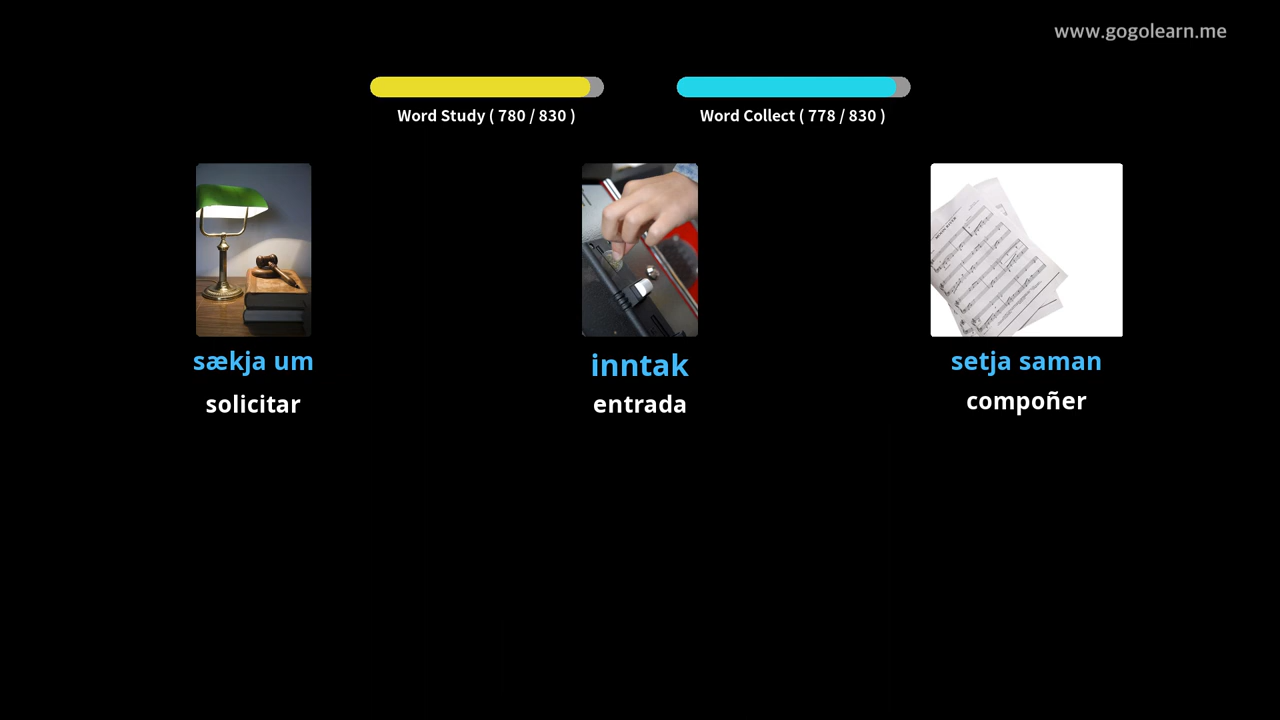 www.gogolearn.me
Word Study ( 780 / 830 )
Word Collect ( 778 / 830 )
sækja um
inntak
setja saman
solicitar
entrada
compoñer